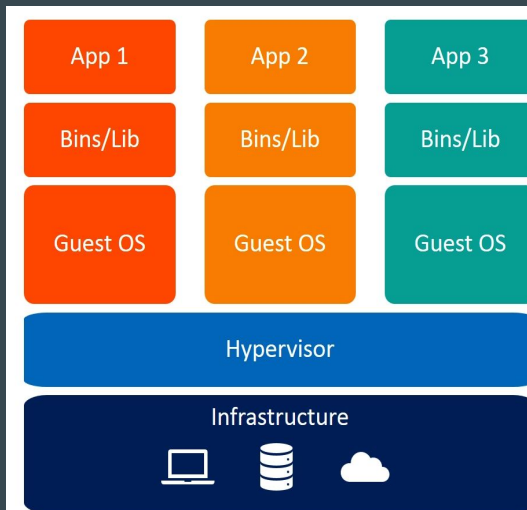 App 1 App 2 App 3
Bins/Lib Bins/Lib Bins/Lib
Guest OS Guest OS Guest OS
Hypervisor
Infrastructure